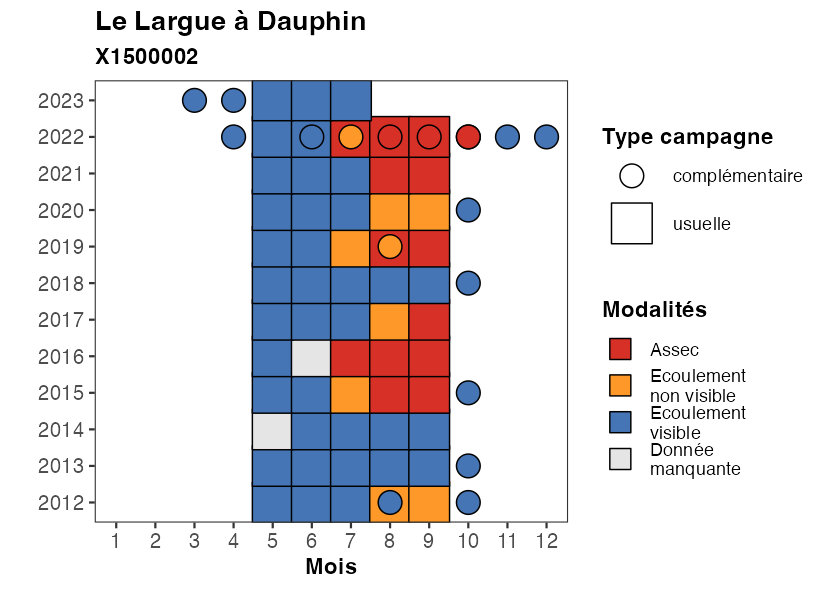 Le Largue à Dauphin
X1500002
2023
2022
2021
2020
2019
2018
2017
2016
2015
2014
2013
2012
1 2 3 4 5 6 7 8 9 10 11 12
Mois
Type campagne
complémentaire
usuelle
Modalités
Assec
Ecoulement
non visible
Ecoulement
visible
Donnée
manquante